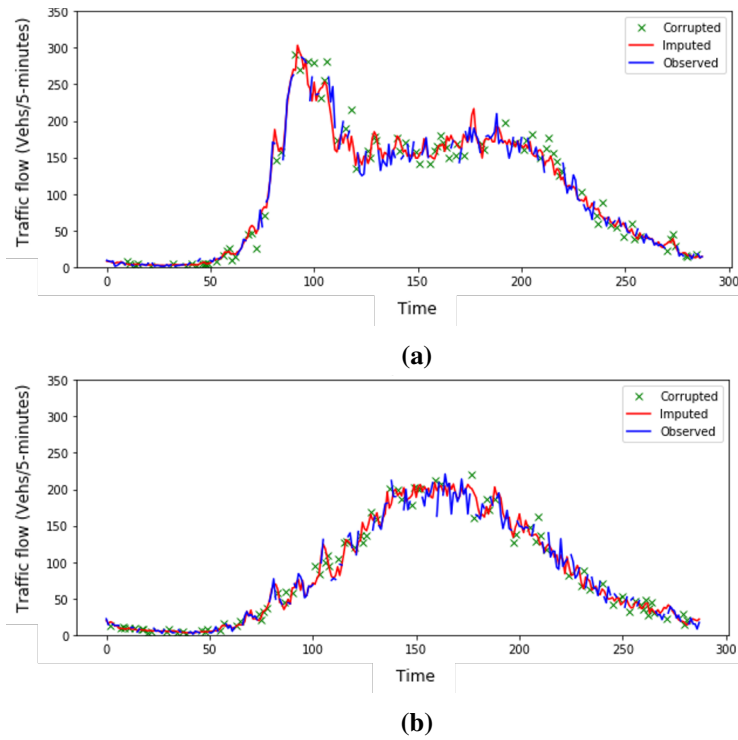 350
300
250
200
150
100
50
0
Traffic flow (Vehs/5-minutes)
Corrupted
Imputed
Observed
0 50 100 150 200 250 300
Time
(a)
350
300
250
200
150
100
50
0
Traffic flow (Vehs/5-minutes)
Corrupted
Imputed
Observed
0 50 100 150 200 250 300
Time
(b)